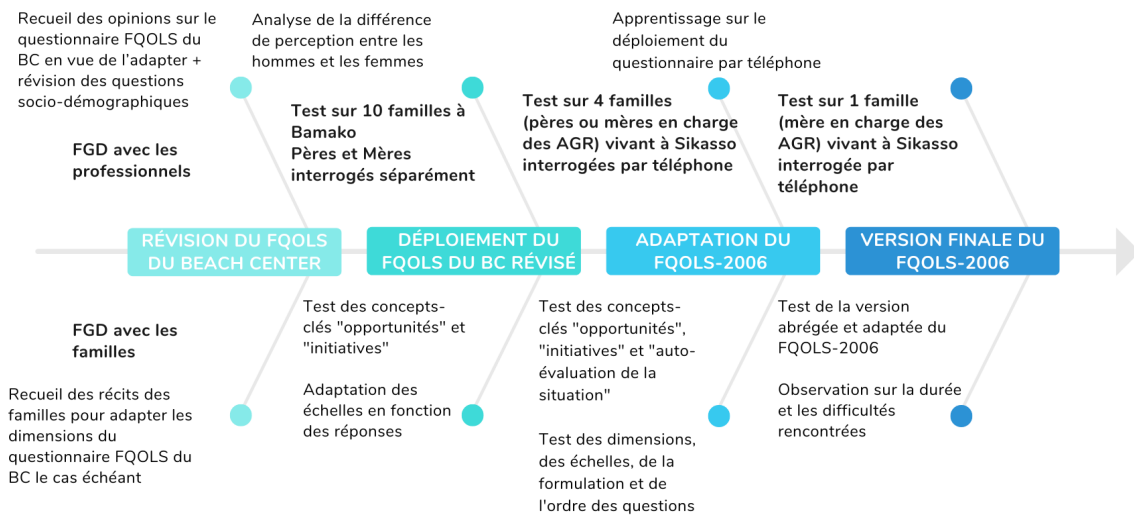 Recueil des opinions sur le
questionnaire FQOLS du
BC en vue de l'adapter +
révision des questions
socio-démographiques
FGD avec les
professionnels
Analyse de la différence
de perception entre les
hommes et les femmes
Test sur 10 familles à
Bamako
Pères et Mères
interrogés séparément
Apprentissage sur le
déploiement du
questionnaire par téléphone
Test sur 4 familles
(pères ou mères en charge
des AGR) vivant à Sikasso
interrogées par téléphone
Test sur 1 famille
(mère en charge des
AGR) vivant à Sikasso
interrogée par
téléphone
RÉVISION DU FQOLS
DU BEACH CENTER
DÉPLOIEMENT DU
FQOLS DU BC RÉVISÉ
ADAPTATION DU
FQOLS-2006
VERSION FINALE DU
FQOLS-2006
FGD avec les
familles
Recueil des récits des
familles pour adapter les
dimensions du
questionnaire FQOLS du
BC le cas échéant
Test des concepts-
clés "opportunités" et
"initiatives"
Adaptation des
échelles en fonction
des réponses
Test des concepts-
clés "opportunités",
"initiatives" et "auto-
évaluation de la
situation"
Test des dimensions,
des échelles, de la
formulation et de
l'ordre des questions
Test de la version
abrégée et adaptée du
FQOLS-2006
Observation sur la durée
et les difficultés
rencontrées